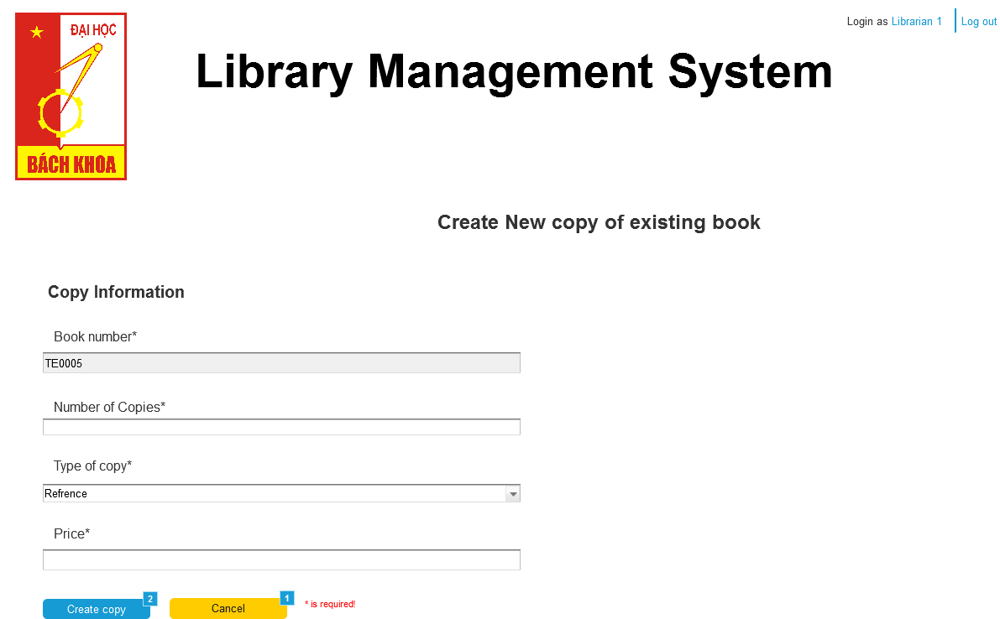 ĐẠI HỌC
BÁCH KHOA
Login as Librarian 1 Log out
Library Management System
Create New copy of existing book
Copy Information
Book number*
TE0005
Number of Copies*
Type of copy*
Refrence
Price*
Create copy 2 Cancel 1 * is required!